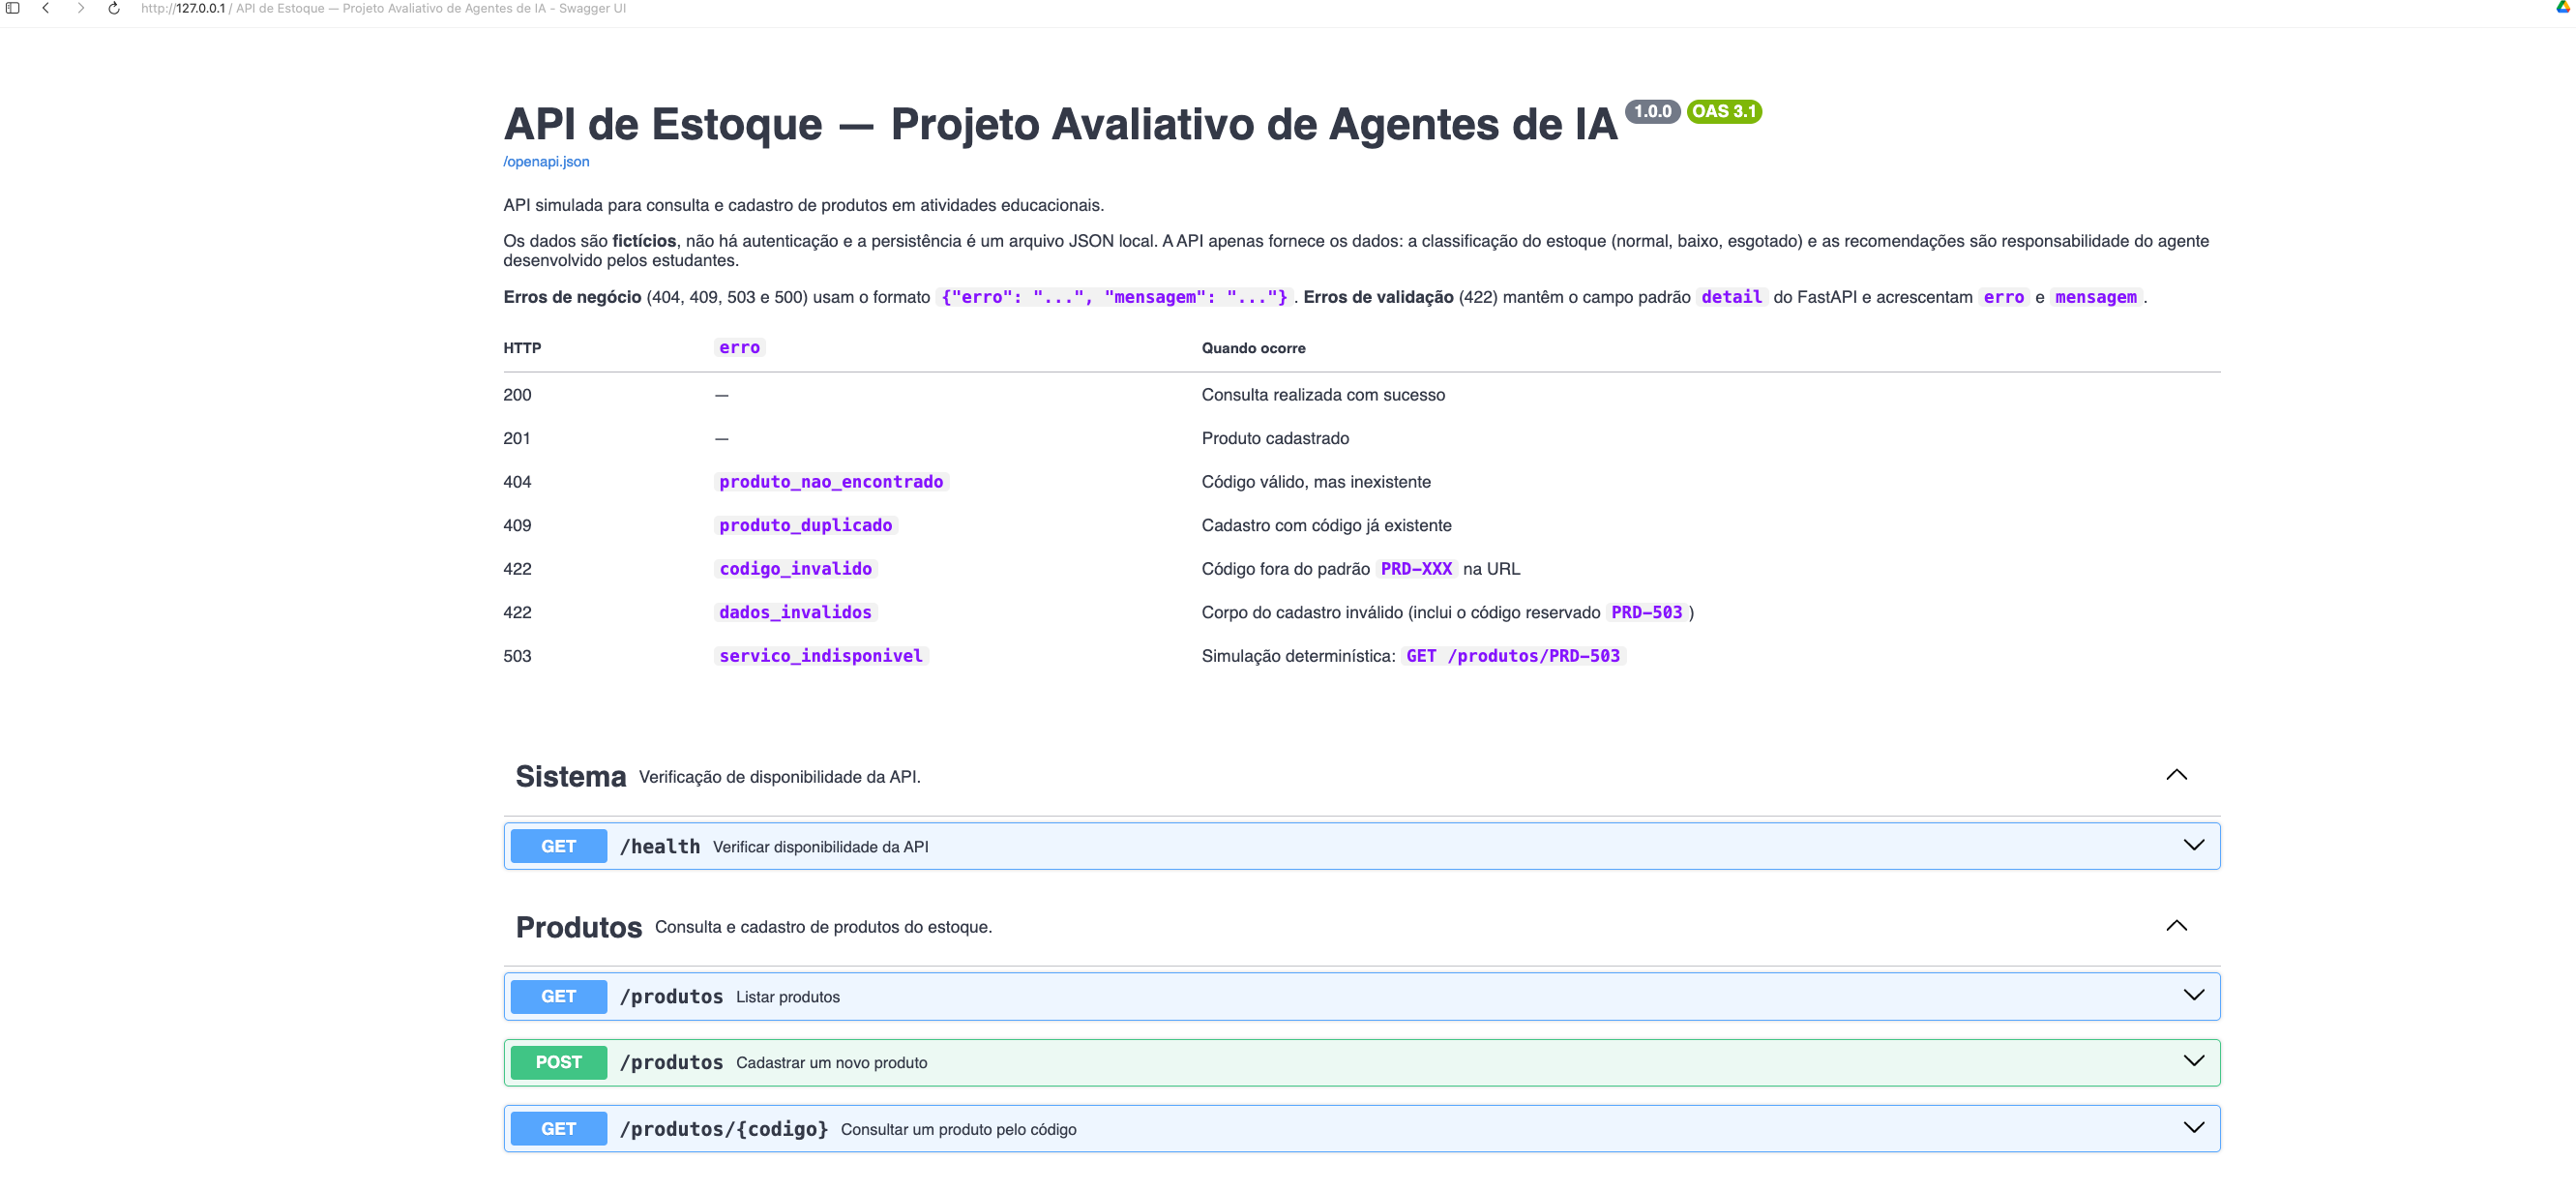 http://127.0.0.1 / API de Estoque — Projeto Avaliativo de Agentes de IA - Swagger UI
API de Estoque — Projeto Avaliativo de Agentes de IA 1.0.0 OAS 3.1
/openapi.json
API simulada para consulta e cadastro de produtos em atividades educacionais.
Os dados são fictícios, não há autenticação e a persistência é um arquivo JSON local. A API apenas fornece os dados: a classificação do estoque (normal, baixo, esgotado) e as recomendações são responsabilidade do agente
desenvolvido pelos estudantes.
Erros de negócio (404, 409, 503 e 500) usam o formato {"erro": "...", "mensagem": "..."} . Erros de validação (422) mantêm o campo padrão detail do FastAPI e acrescentam erro e mensagem .
HTTP erro Quando ocorre
200 — Consulta realizada com sucesso
201 — Produto cadastrado
404 produto_nao_encontrado Código válido, mas inexistente
409 produto_duplicado Cadastro com código já existente
422 codigo_invalido Código fora do padrão PRD-XXX na URL
422 dados_invalidos Corpo do cadastro inválido (inclui o código reservado PRD-503 )
503 servico_indisponivel Simulação determinística: GET /produtos/PRD-503
Sistema Verificação de disponibilidade da API.
GET /health Verificar disponibilidade da API
Produtos Consulta e cadastro de produtos do estoque.
GET /produtos Listar produtos
POST /produtos Cadastrar um novo produto
GET /produtos/{codigo} Consultar um produto pelo código